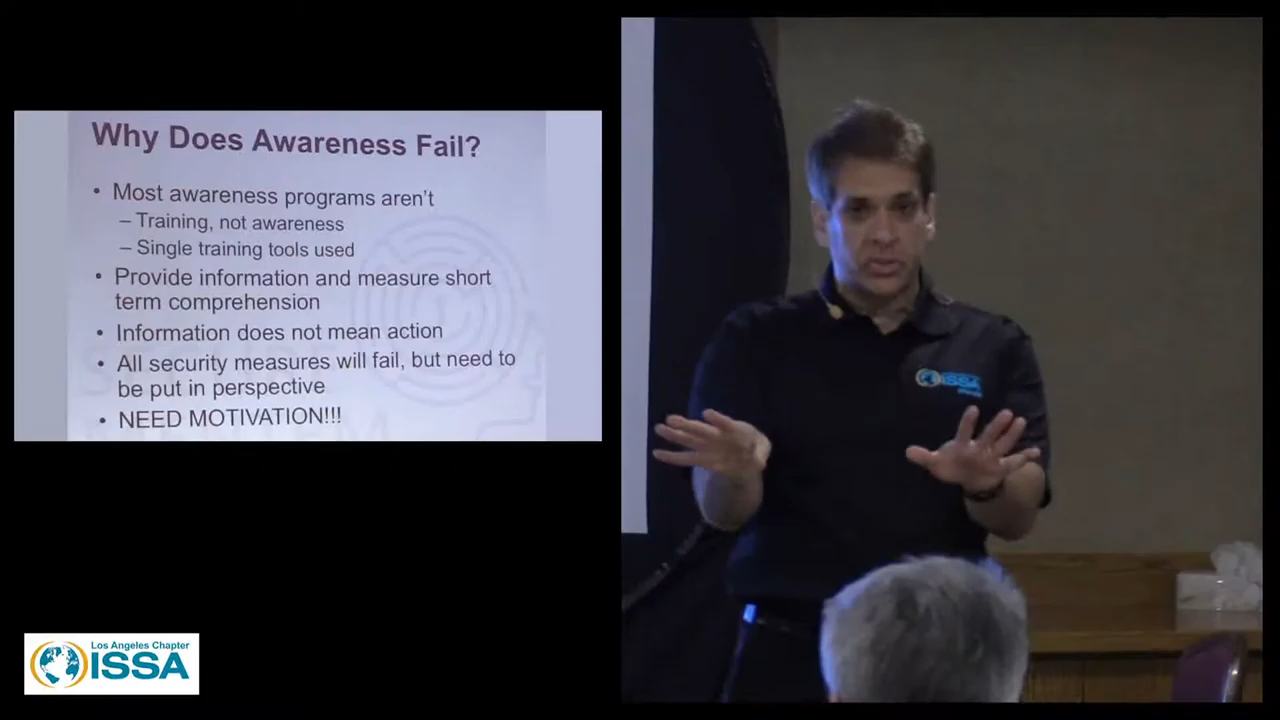 Why Does Awareness Fail?
• Most awareness programs aren't
– Training, not awareness
– Single training tools used
• Provide information and measure short
term comprehension
• Information does not mean action
• All security measures will fail, but need to
be put in perspective
• NEED MOTIVATION!!!
ISSA
Los Angeles Chapter
ISSA